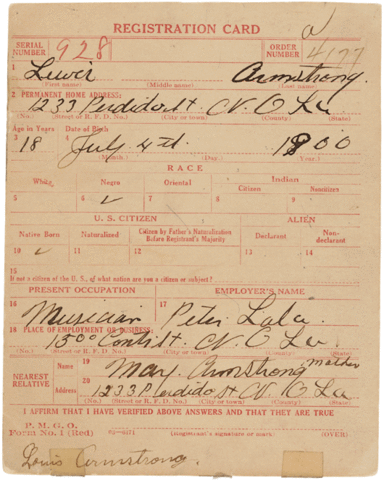 a
REGISTRATION CARD
SERIAL NUMBER 928 ORDER NUMBER 4177
1 Lewis Armstrong.
(First name) (Middle name) (Last name)
2 PERMANENT HOME ADDRESS:
1233 Perdido St. N. O La.
(No.) (Street or R. F. D. No.) (City or town) (County) (State)
Age in Years Date of Birth
3 18 4 July 4th. 1900
(Month.) (Day.) (Year.)
RACE
White Negro Oriental Indian
Citizen Noncitizen
5 6 ✓ 7 8 9
U. S. CITIZEN ALIEN
Native Born Naturalized Citizen by Father's Naturalization Before Registrant's Majority Declarant Non-declarant
10 ✓ 11 12 13 14
15
If not a citizen of the U. S., of what nation are you a citizen or subject?
PRESENT OCCUPATION EMPLOYER'S NAME
16 Musician 17 Peter Lala
18 PLACE OF EMPLOYMENT OR BUSINESS:
1500 Conti St. N. O La
(No.) (Street or R. F. D. No.) (City or town) (County) (State)
NEAREST RELATIVE
Name 19 Mary Armstrong mother
Address 20 1233 Perdido St N. O. La.
(No.) (Street or R. F. D. No.) (City or town) (County) (State)
I AFFIRM THAT I HAVE VERIFIED ABOVE ANSWERS AND THAT THEY ARE TRUE
P. M. G. O.
Form No. 1 (Red) (Registrant's signature or mark) (OVER)
Louis Armstrong.